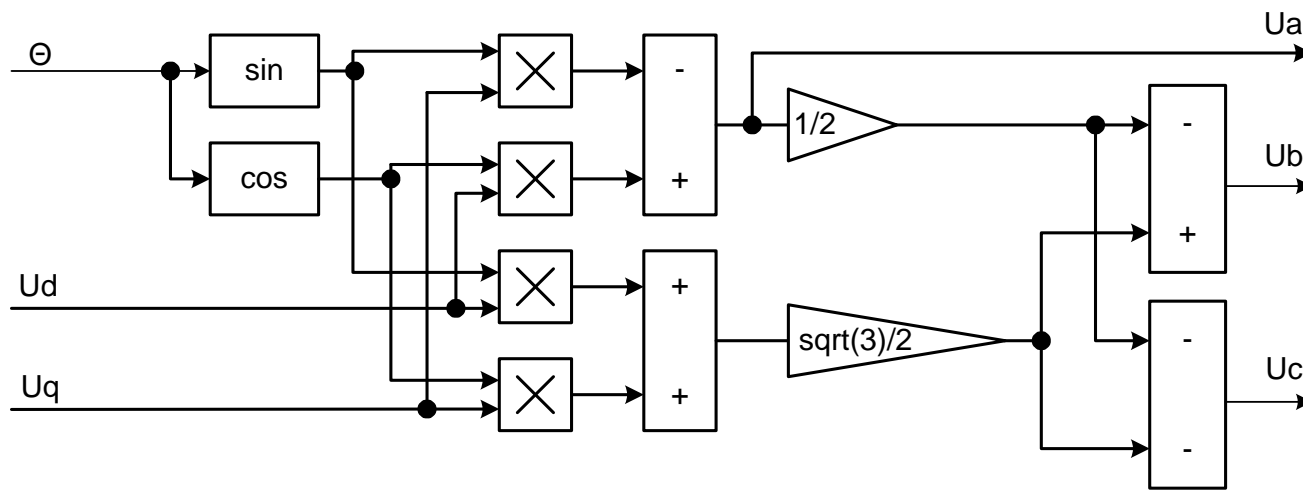 Ua
Θ
sin
-
1/2
-
Ub
cos
+
+
Ud
+
sqrt(3)/2
-
Uc
Uq
+
-